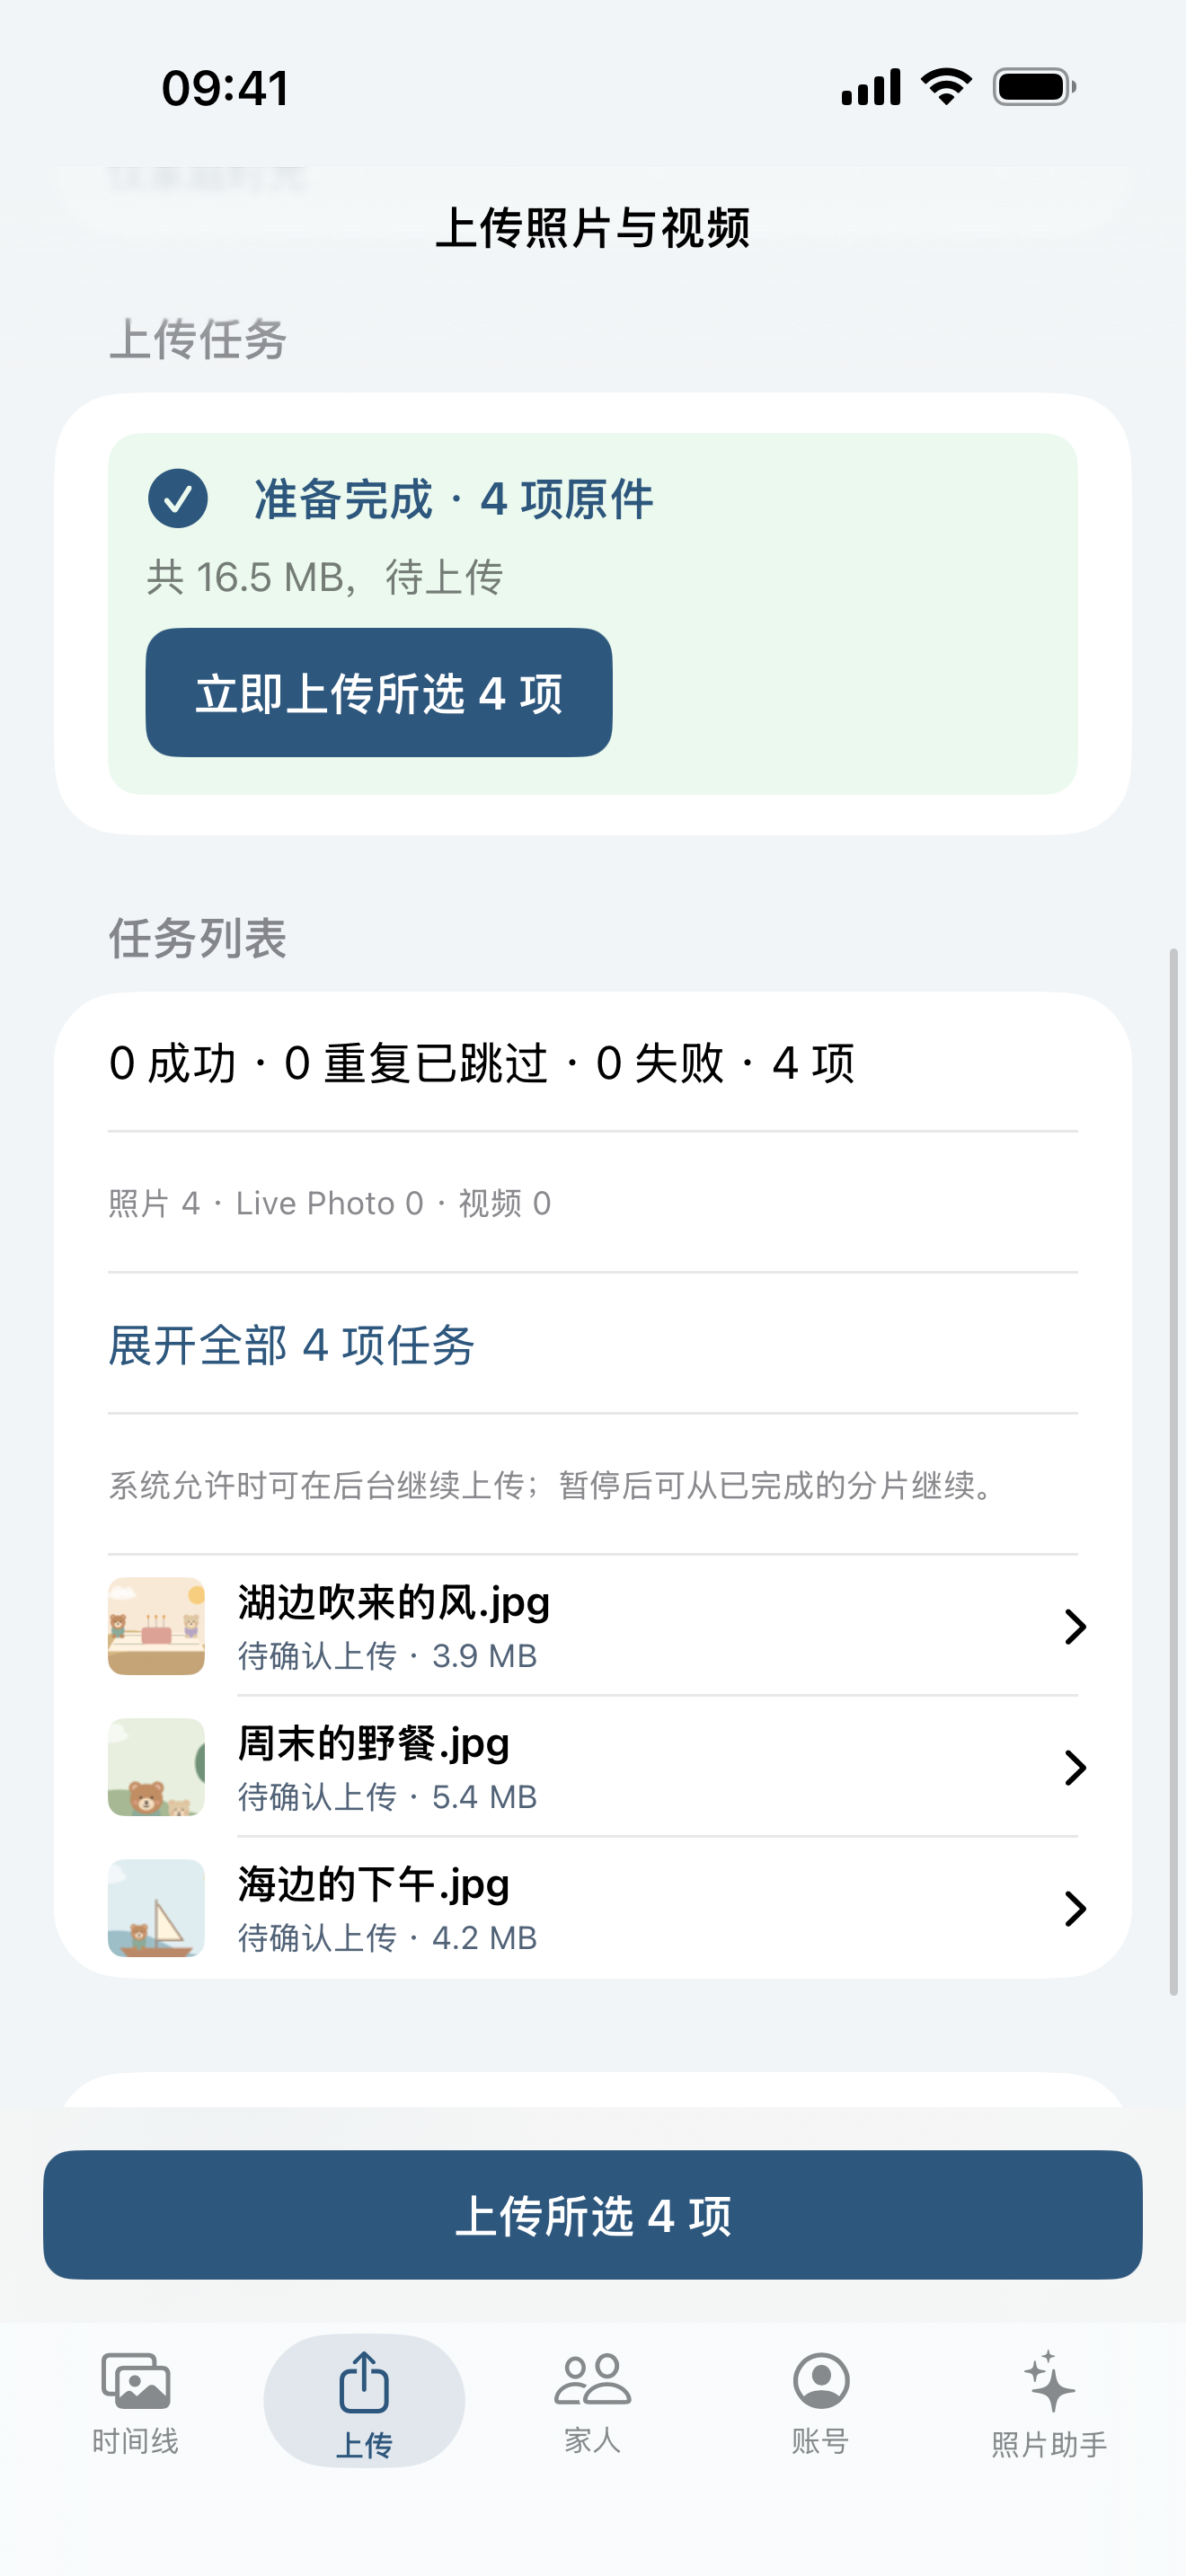 09:41
上传照片与视频
上传任务
准备完成 · 4 项原件
共 16.5 MB，待上传
立即上传所选 4 项
任务列表
0 成功 · 0 重复已跳过 · 0 失败 · 4 项
照片 4 · Live Photo 0 · 视频 0
展开全部 4 项任务
系统允许时可在后台继续上传；暂停后可从已完成的分片继续。
湖边吹来的风.jpg
待确认上传 · 3.9 MB
周末的野餐.jpg
待确认上传 · 5.4 MB
海边的下午.jpg
待确认上传 · 4.2 MB
上传所选 4 项
时间线
上传
家人
账号
照片助手